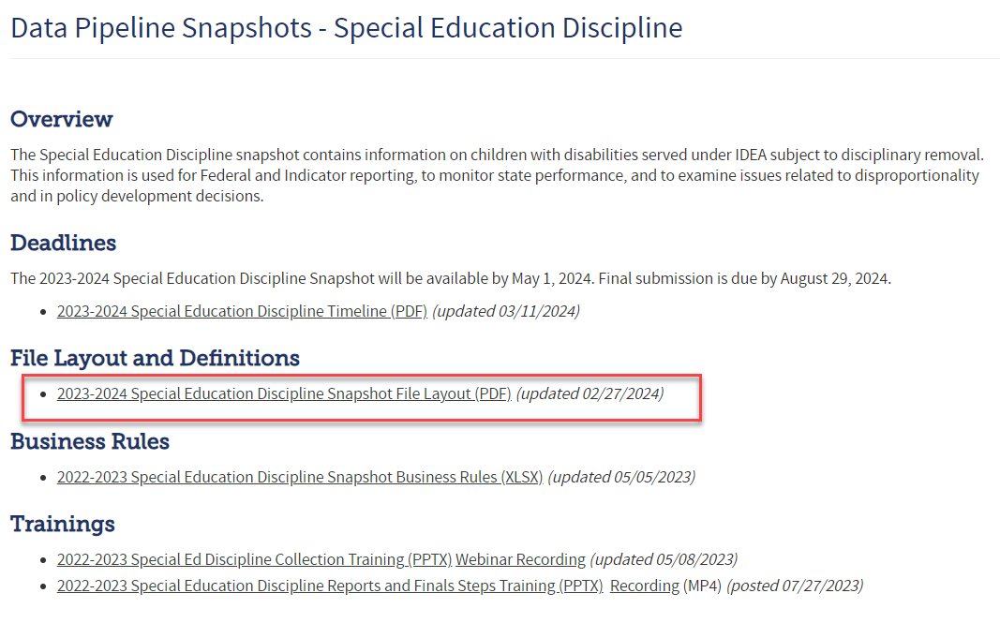 Data Pipeline Snapshots - Special Education Discipline
Overview
The Special Education Discipline snapshot contains information on children with disabilities served under IDEA subject to disciplinary removal.
This information is used for Federal and Indicator reporting, to monitor state performance, and to examine issues related to disproportionality
and in policy development decisions.
Deadlines
The 2023-2024 Special Education Discipline Snapshot will be available by May 1, 2024. Final submission is due by August 29, 2024.
• 2023-2024 Special Education Discipline Timeline (PDF) (updated 03/11/2024)
File Layout and Definitions
• 2023-2024 Special Education Discipline Snapshot File Layout (PDF) (updated 02/27/2024)
Business Rules
• 2022-2023 Special Education Discipline Snapshot Business Rules (XLSX) (updated 05/05/2023)
Trainings
• 2022-2023 Special Ed Discipline Collection Training (PPTX) Webinar Recording (updated 05/08/2023)
• 2022-2023 Special Education Discipline Reports and Finals Steps Training (PPTX) Recording (MP4) (posted 07/27/2023)